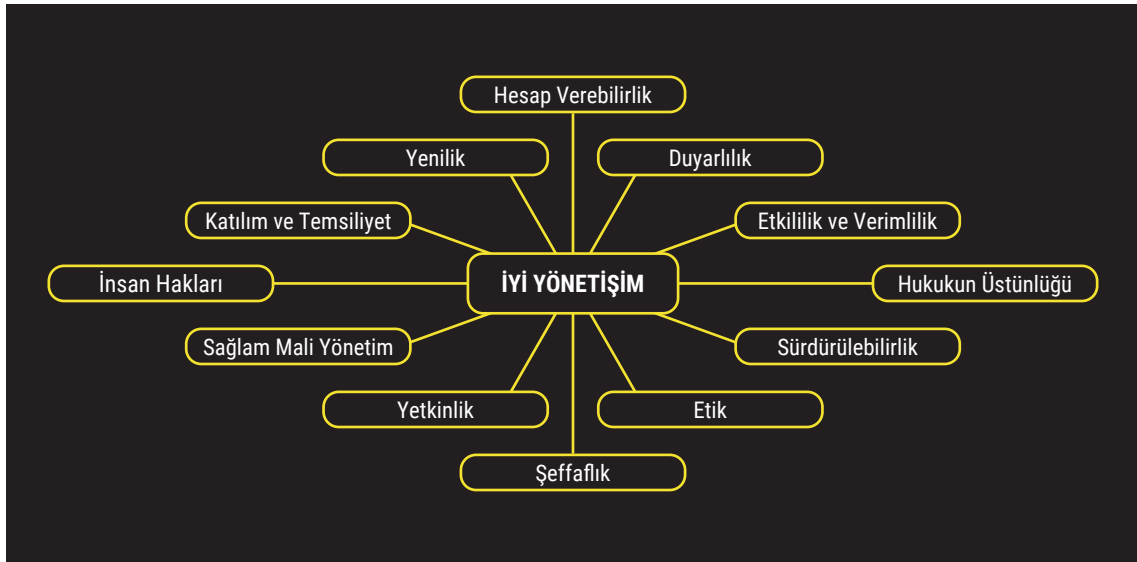 Hesap Verebilirlik
Yenilik
Duyarlılık
Katılım ve Temsiliyet
Etkililik ve Verimlilik
İnsan Hakları
İYİ YÖNETİŞİM
Hukukun Üstünlüğü
Sağlam Mali Yönetim
Sürdürülebilirlik
Yetkinlik
Etik
Şeffaflık